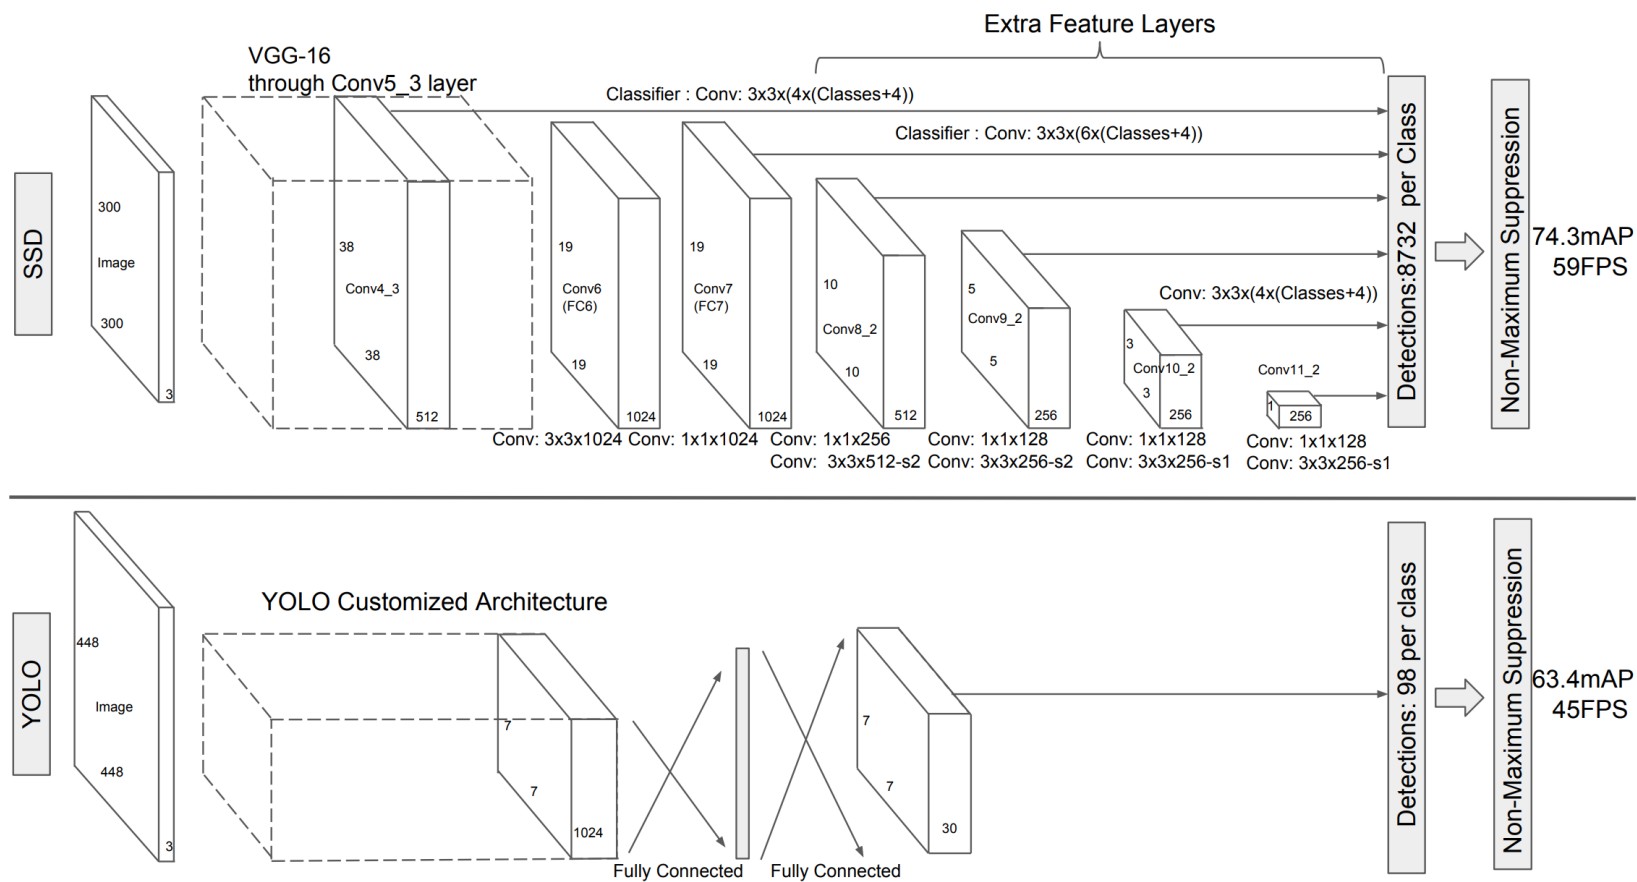 Extra Feature Layers
VGG-16
through Conv5_3 layer
Classifier : Conv: 3x3x(4x(Classes+4))
Classifier : Conv: 3x3x(6x(Classes+4))
SSD
300
Image
300
3
38
Conv4_3
38
512
19
Conv6
(FC6)
19
1024
19
Conv7
(FC7)
19
1024
10
Conv8_2
10
512
5
Conv9_2
5
256
Conv: 3x3x(4x(Classes+4))
3
Conv10_2
3
256
Conv11_2
1
256
Detections:8732 per Class
Non-Maximum Suppression
74.3mAP
59FPS
Conv: 3x3x1024
Conv: 1x1x1024
Conv: 1x1x256
Conv: 3x3x512-s2
Conv: 1x1x128
Conv: 3x3x256-s2
Conv: 1x1x128
Conv: 3x3x256-s1
Conv: 1x1x128
Conv: 3x3x256-s1
YOLO
448
Image
448
3
YOLO Customized Architecture
7
7
1024
Fully Connected
Fully Connected
7
7
30
Detections: 98 per class
Non-Maximum Suppression
63.4mAP
45FPS